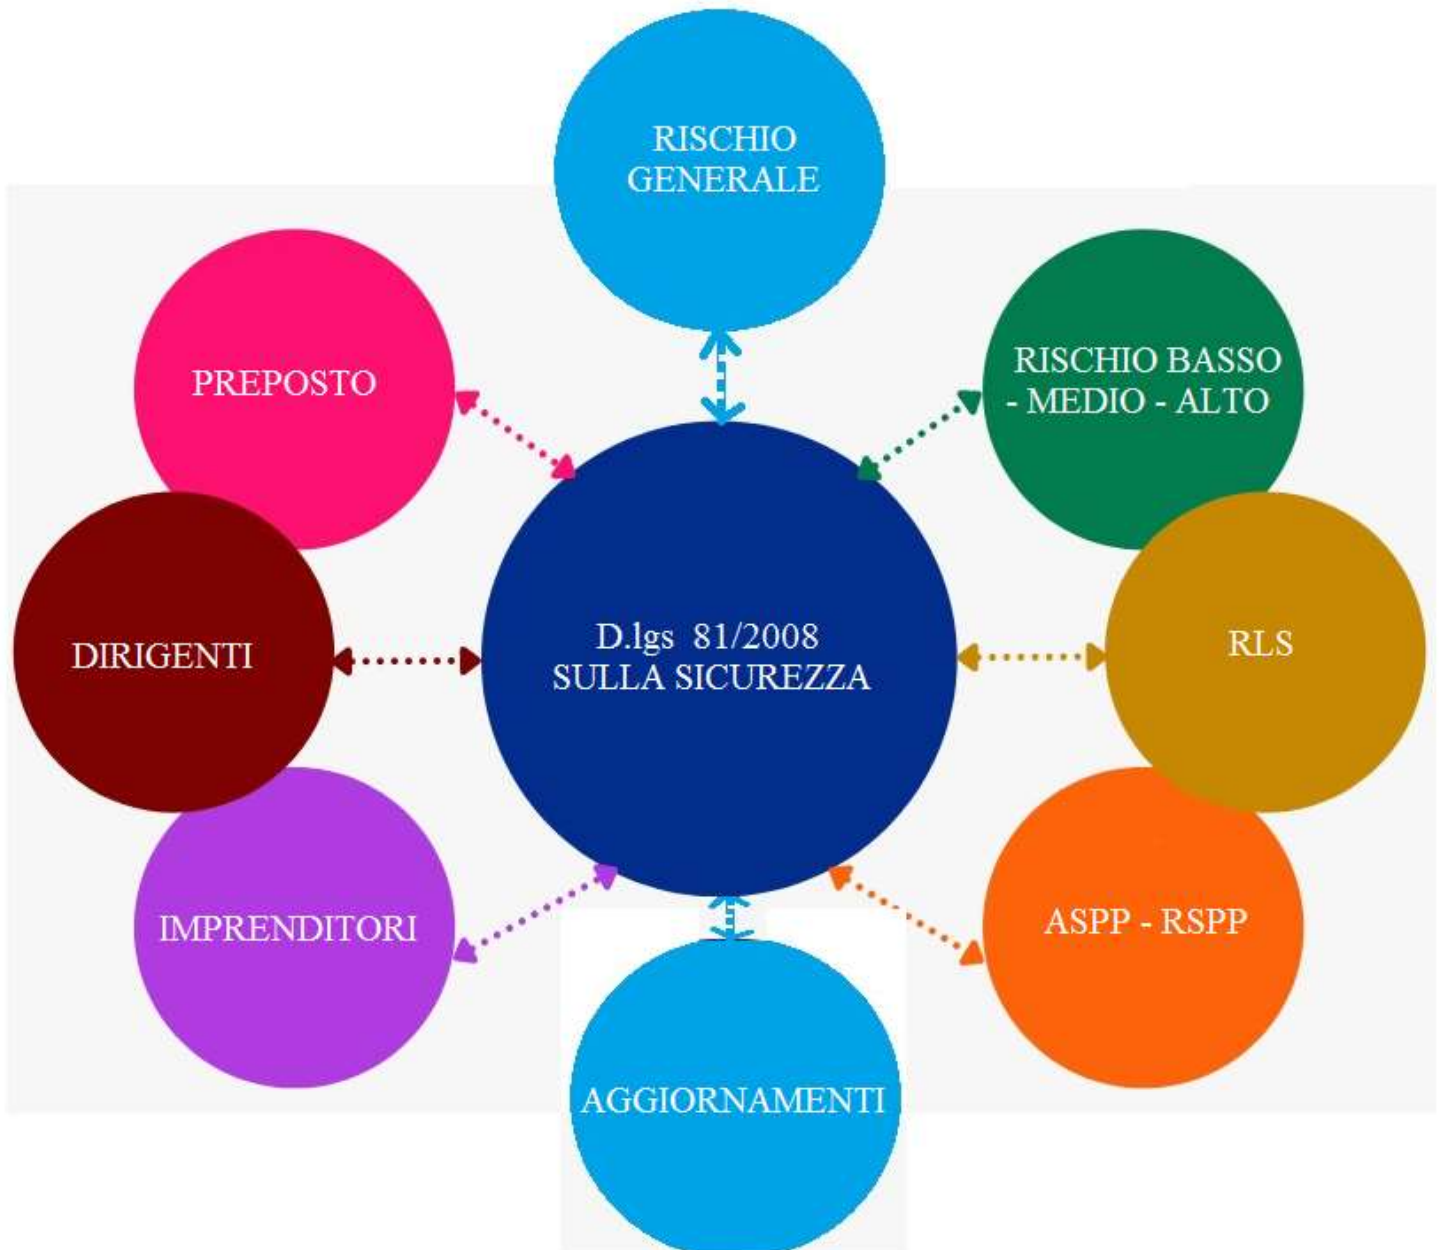 RISCHIO
GENERALE
PREPOSTO
RISCHIO BASSO
- MEDIO - ALTO
DIRIGENTI
D.lgs 81/2008
SULLA SICUREZZA
RLS
IMPRENDITORI
ASPP - RSPP
AGGIORNAMENTI